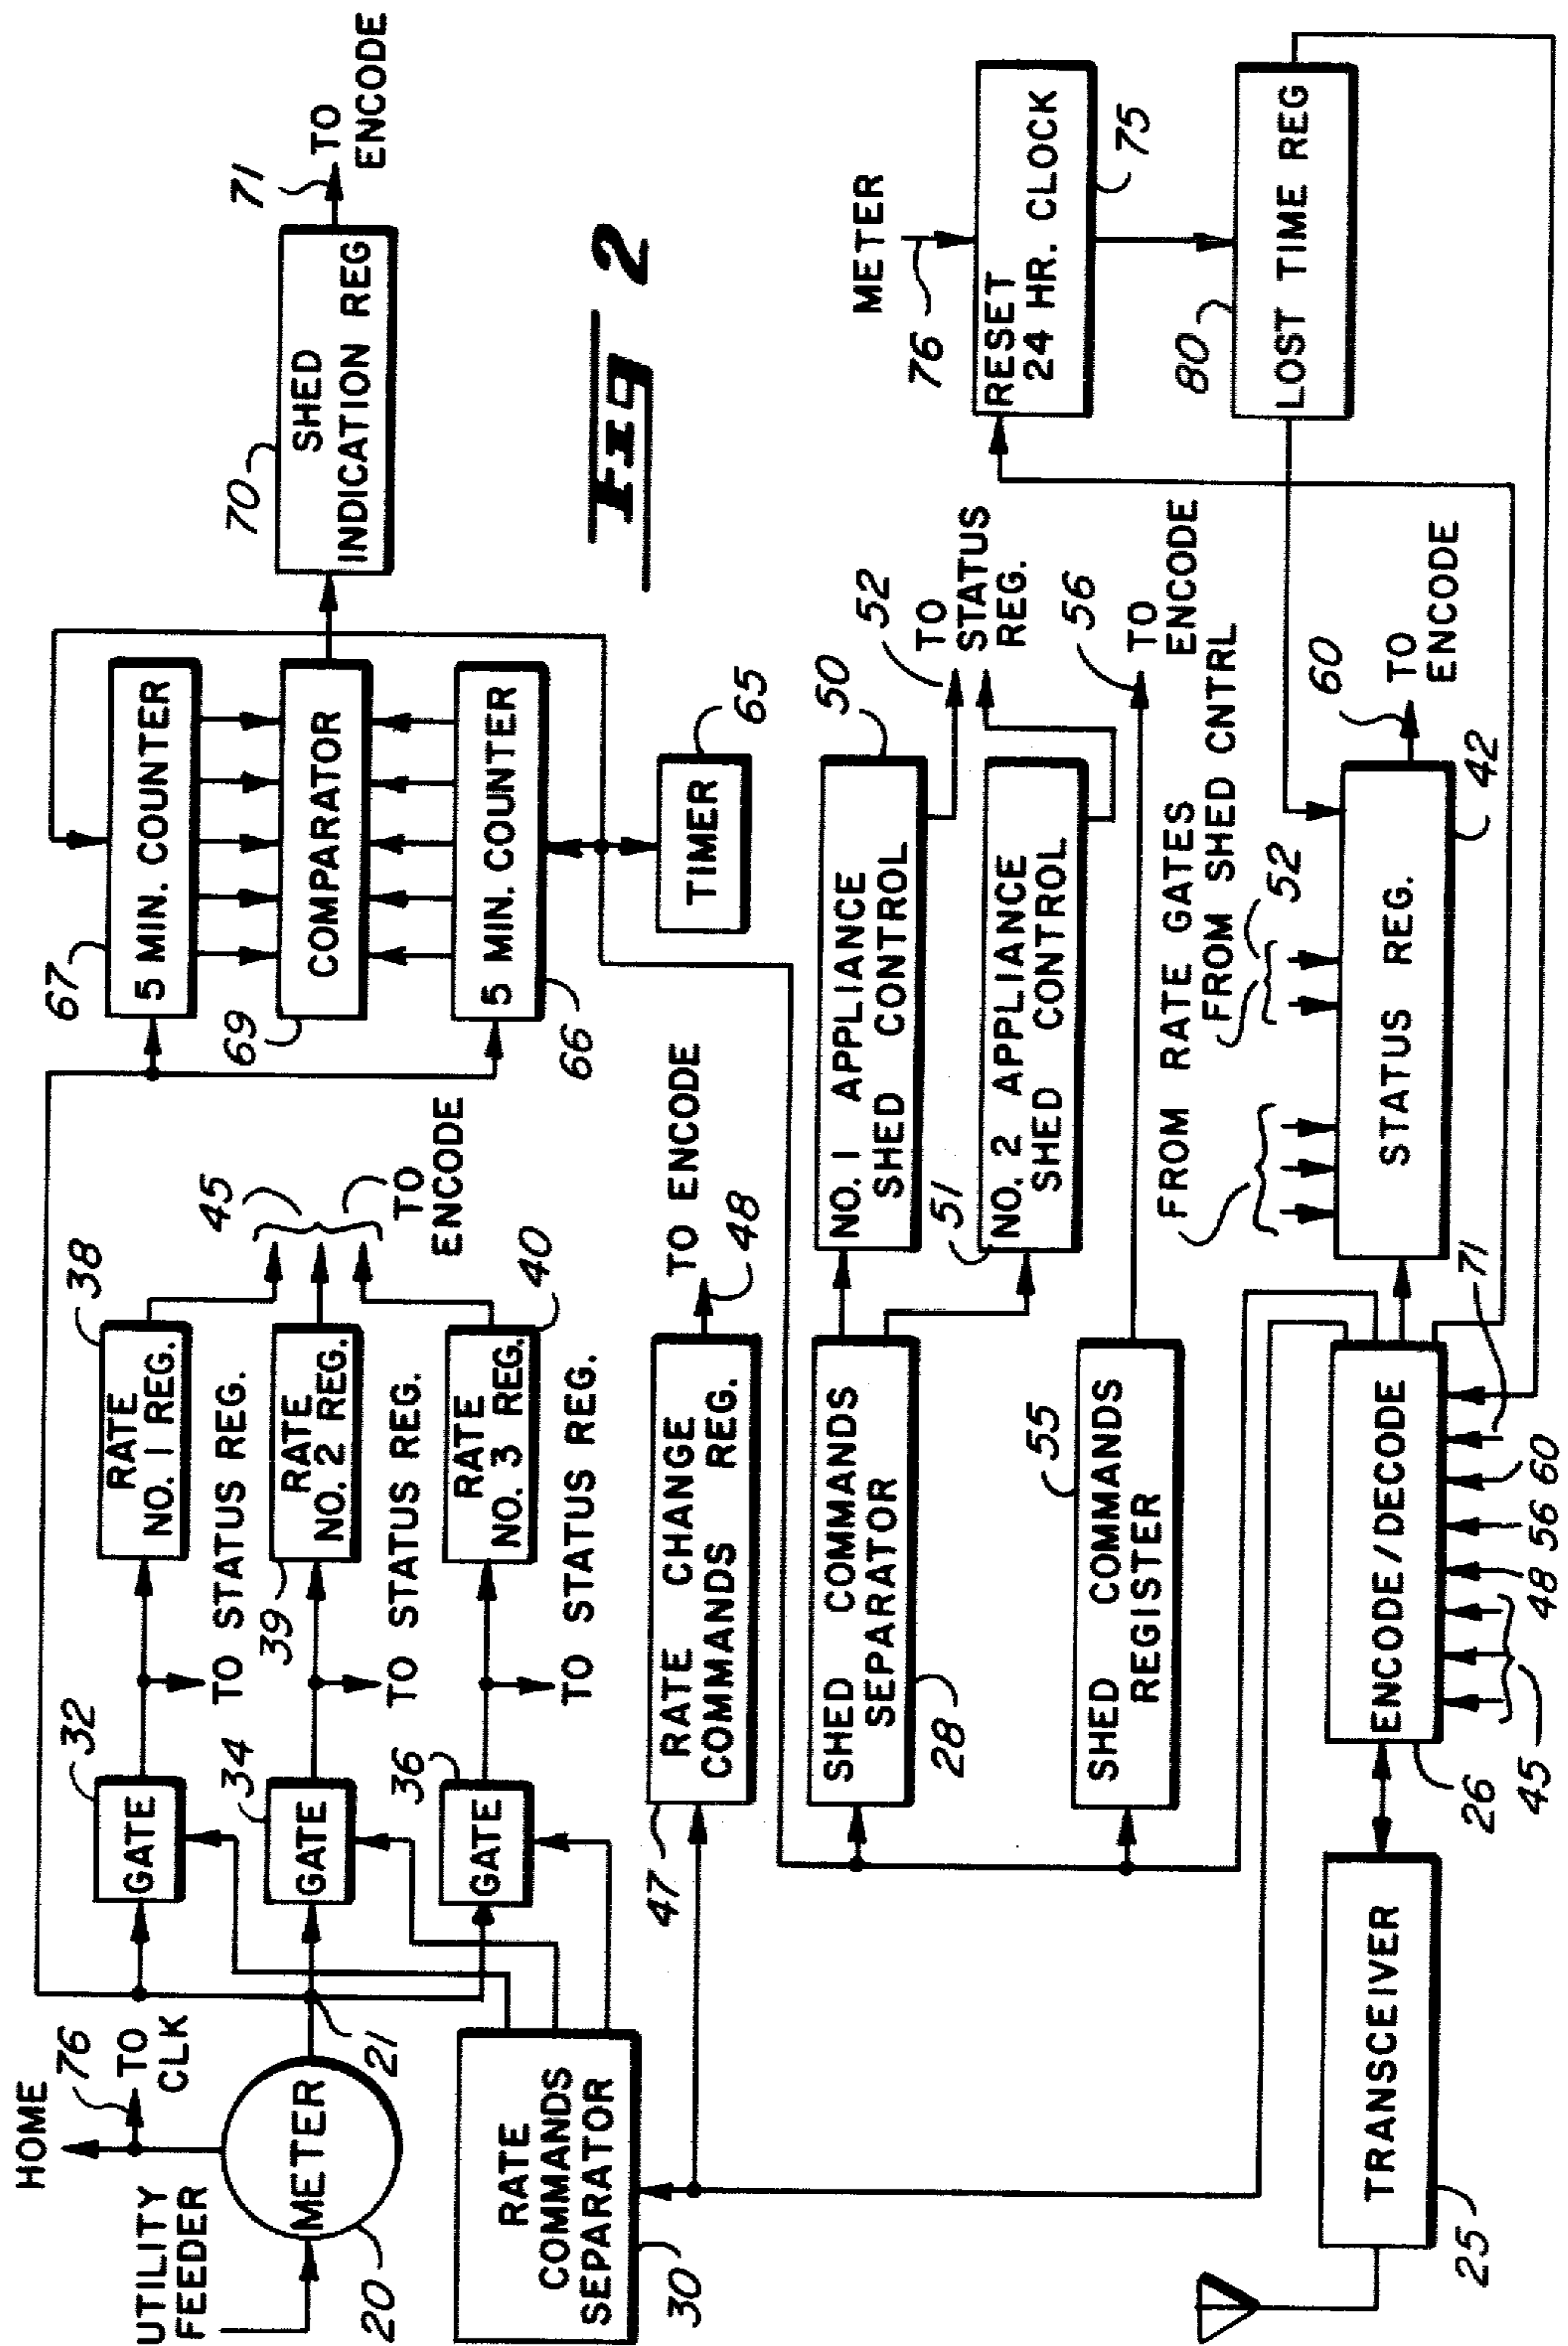 HOME
76
TO
CLK
UTILITY
FEEDER
METER
20
21
32
GATE
34
GATE
36
GATE
RATE
COMMANDS
SEPARATOR
30
38
RATE
NO. 1 REG.
TO STATUS REG.
RATE
NO. 2 REG.
39
TO STATUS REG.
RATE
NO. 3 REG.
40
TO STATUS REG.
45
TO
ENCODE
67
5 MIN. COUNTER
69
COMPARATOR
5 MIN. COUNTER
66
TIMER
65
70
SHED
INDICATION REG
71
TO
ENCODE
Fig 2
RATE CHANGE
COMMANDS REG.
47
TO ENCODE
48
SHED COMMANDS
SEPARATOR
28
NO. 1 APPLIANCE
SHED CONTROL
50
52
TO
STATUS
REG.
51
NO. 2 APPLIANCE
SHED CONTROL
55
SHED COMMANDS
REGISTER
56
TO
ENCODE
METER
76
RESET
24 HR. CLOCK
75
80
LOST TIME REG
FROM RATE GATES
FROM SHED CNTRL
52
STATUS REG.
42
60
TO
ENCODE
TRANSCEIVER
25
ENCODE/DECODE
26
45
48
56
60
71